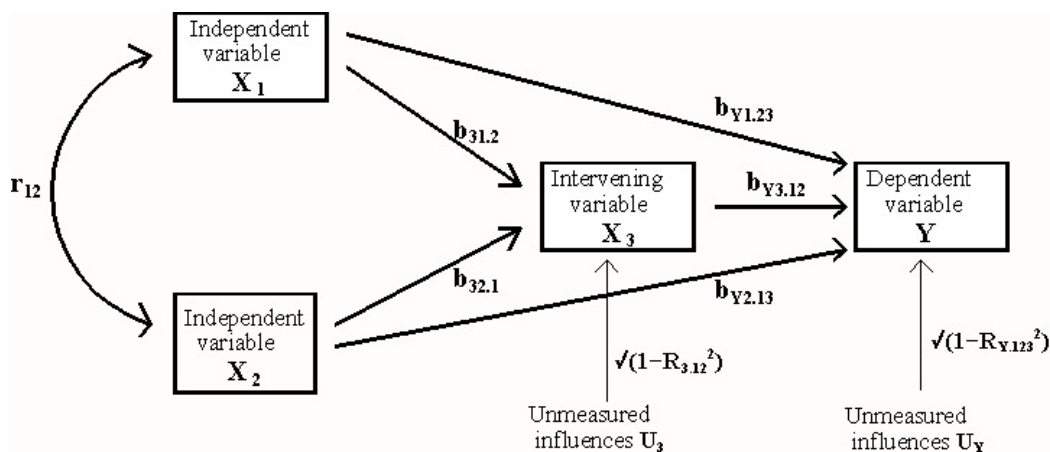 Independent
variable
X₁
b₃₁.₂
bY1.23
r₁₂
Intervening
variable
X₃
bY3.12
Dependent
variable
Y
b₃₂.₁
bY2.13
Independent
variable
X₂
√(1−R₃.₁₂²)
√(1−RY.123²)
Unmeasured
influences U₃
Unmeasured
influences UY